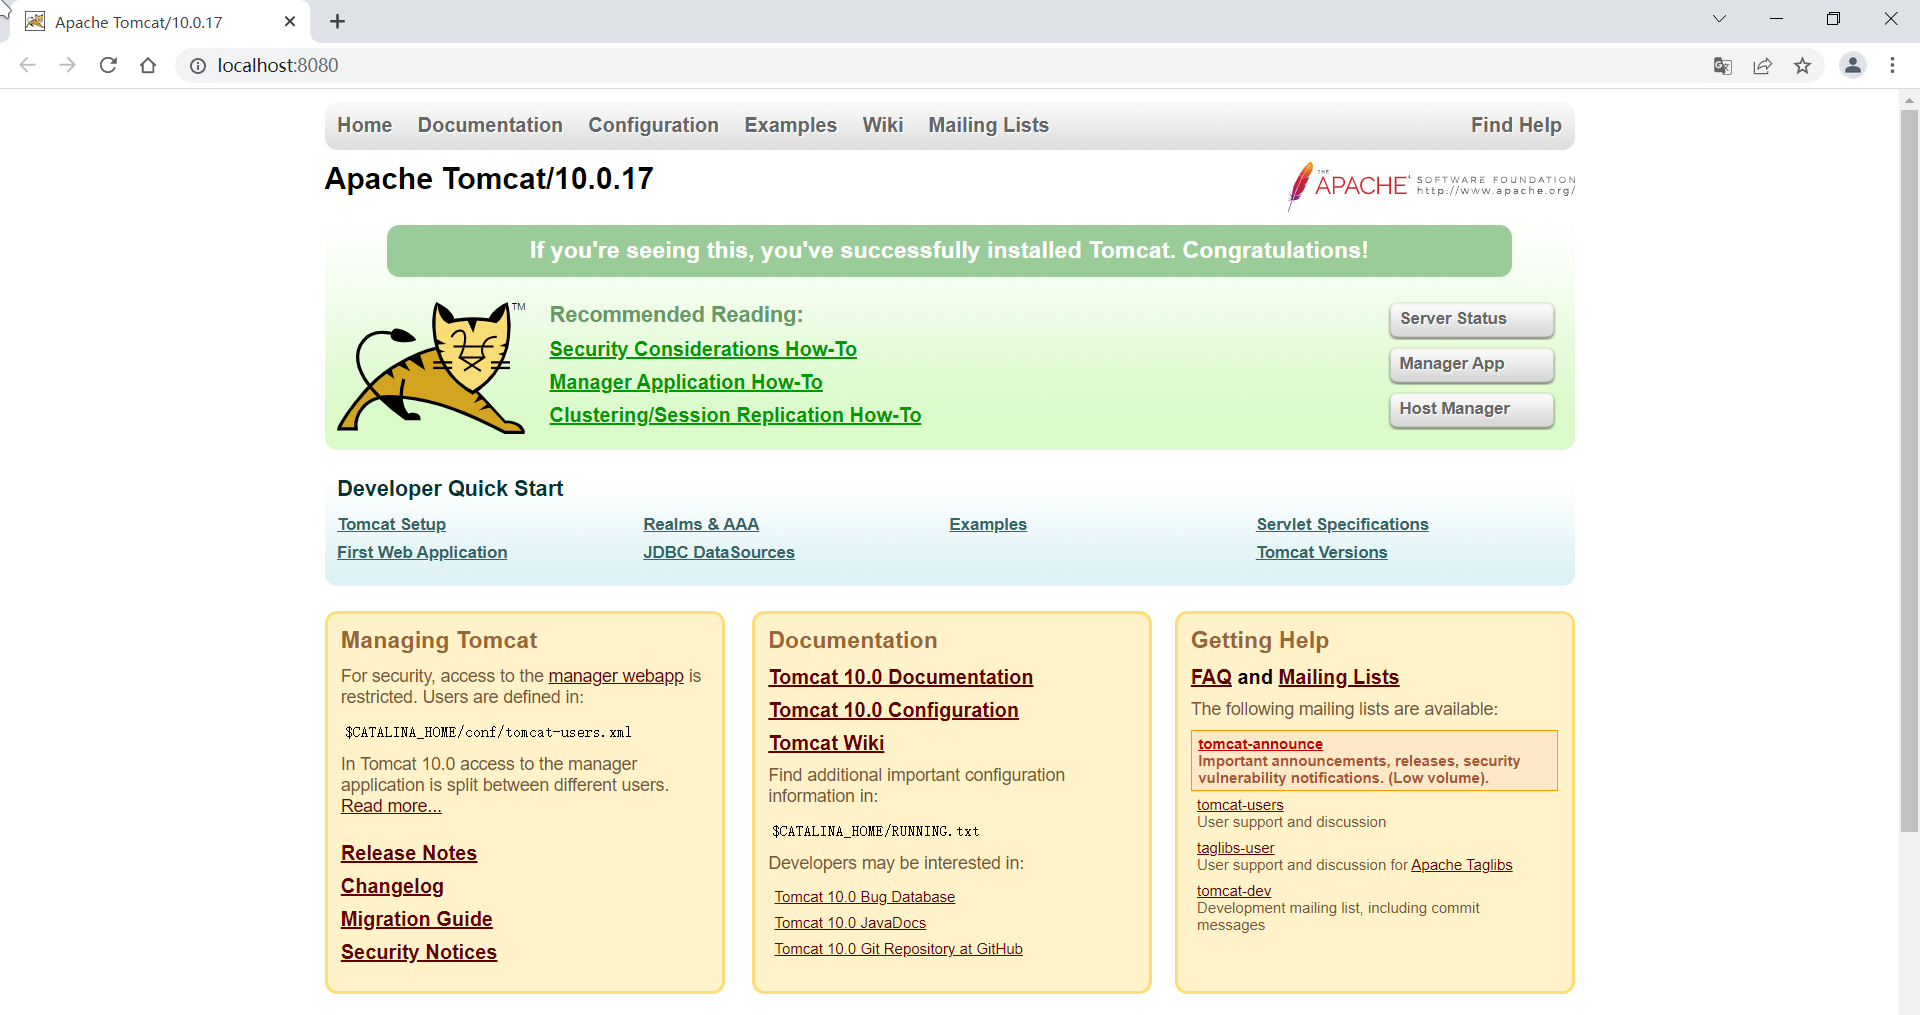 Apache Tomcat/10.0.17
localhost:8080
Home Documentation Configuration Examples Wiki Mailing Lists Find Help
Apache Tomcat/10.0.17
THE APACHE SOFTWARE FOUNDATION
http://www.apache.org/
If you're seeing this, you've successfully installed Tomcat. Congratulations!
TM
Recommended Reading:
Security Considerations How-To
Manager Application How-To
Clustering/Session Replication How-To
Server Status
Manager App
Host Manager
Developer Quick Start
Tomcat Setup
First Web Application
Realms & AAA
JDBC DataSources
Examples
Servlet Specifications
Tomcat Versions
Managing Tomcat
For security, access to the manager webapp is
restricted. Users are defined in:
$CATALINA_HOME/conf/tomcat-users.xml
In Tomcat 10.0 access to the manager
application is split between different users.
Read more...
Release Notes
Changelog
Migration Guide
Security Notices
Documentation
Tomcat 10.0 Documentation
Tomcat 10.0 Configuration
Tomcat Wiki
Find additional important configuration
information in:
$CATALINA_HOME/RUNNING.txt
Developers may be interested in:
Tomcat 10.0 Bug Database
Tomcat 10.0 JavaDocs
Tomcat 10.0 Git Repository at GitHub
Getting Help
FAQ and Mailing Lists
The following mailing lists are available:
tomcat-announce
Important announcements, releases, security
vulnerability notifications. (Low volume).
tomcat-users
User support and discussion
taglibs-user
User support and discussion for Apache Taglibs
tomcat-dev
Development mailing list, including commit
messages